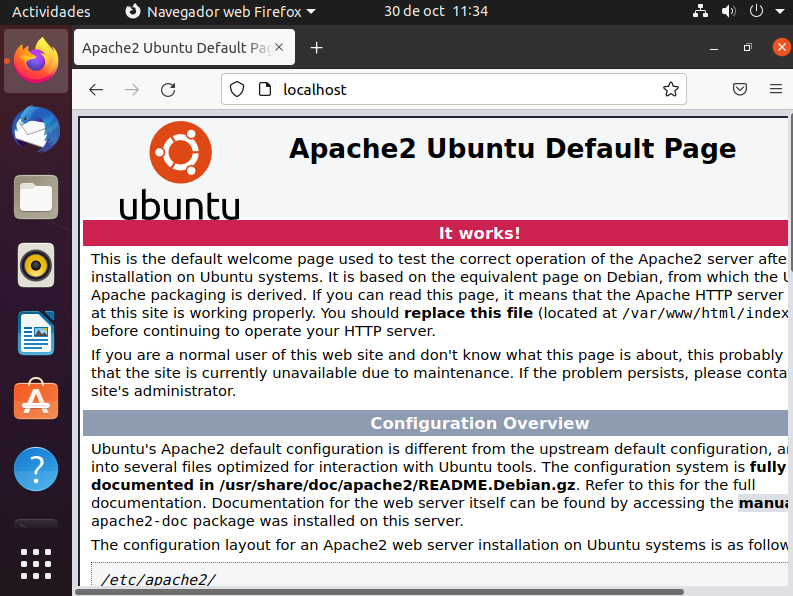 Actividades Navegador web Firefox 30 de oct 11:34
Apache2 Ubuntu Default Pag
localhost
ubuntu
Apache2 Ubuntu Default Page
It works!
This is the default welcome page used to test the correct operation of the Apache2 server afte
installation on Ubuntu systems. It is based on the equivalent page on Debian, from which the U
Apache packaging is derived. If you can read this page, it means that the Apache HTTP server
at this site is working properly. You should replace this file (located at /var/www/html/index
before continuing to operate your HTTP server.
If you are a normal user of this web site and don't know what this page is about, this probably
that the site is currently unavailable due to maintenance. If the problem persists, please conta
site's administrator.
Configuration Overview
Ubuntu's Apache2 default configuration is different from the upstream default configuration, a
into several files optimized for interaction with Ubuntu tools. The configuration system is fully
documented in /usr/share/doc/apache2/README.Debian.gz. Refer to this for the full
documentation. Documentation for the web server itself can be found by accessing the manua
apache2-doc package was installed on this server.
The configuration layout for an Apache2 web server installation on Ubuntu systems is as follow
/etc/apache2/